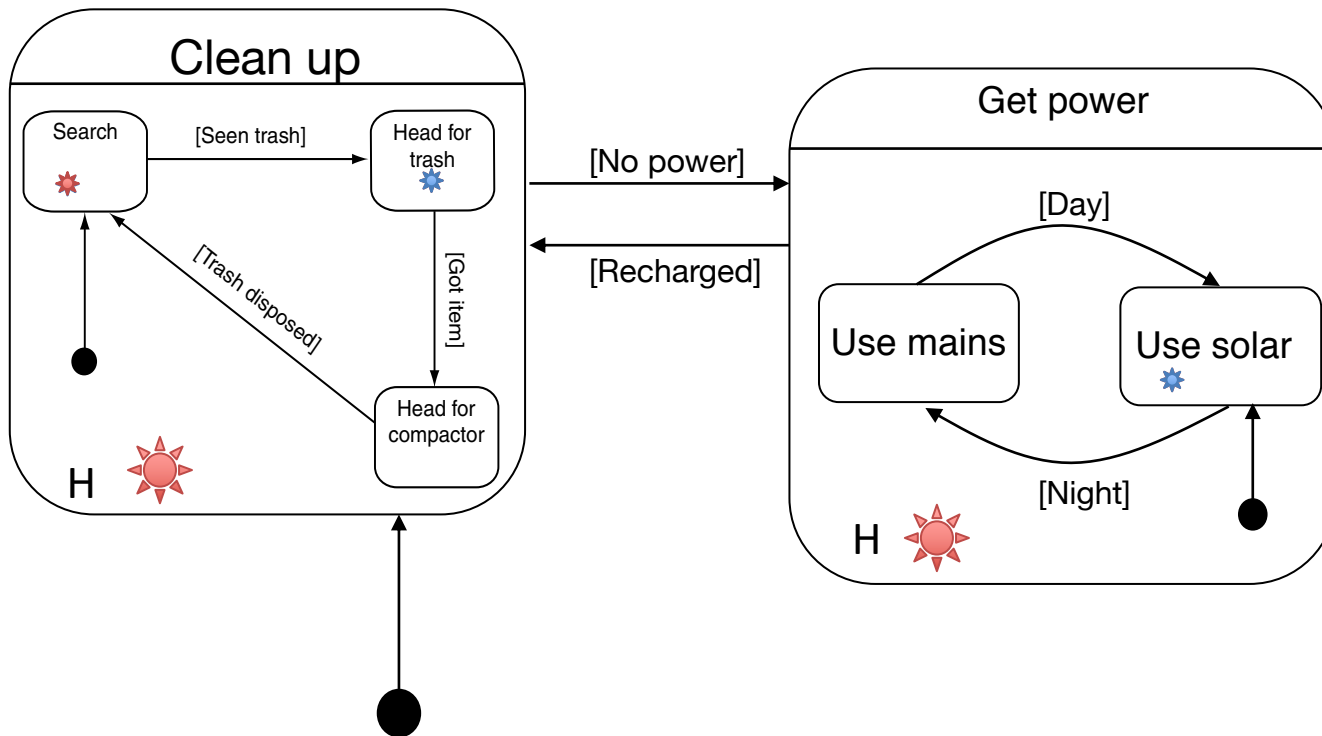 Clean up
Search
[Seen trash]
Head for
trash
[Got item]
[Trash disposed]
Head for
compactor
H
[No power]
[Recharged]
Get power
[Day]
Use mains
Use solar
[Night]
H